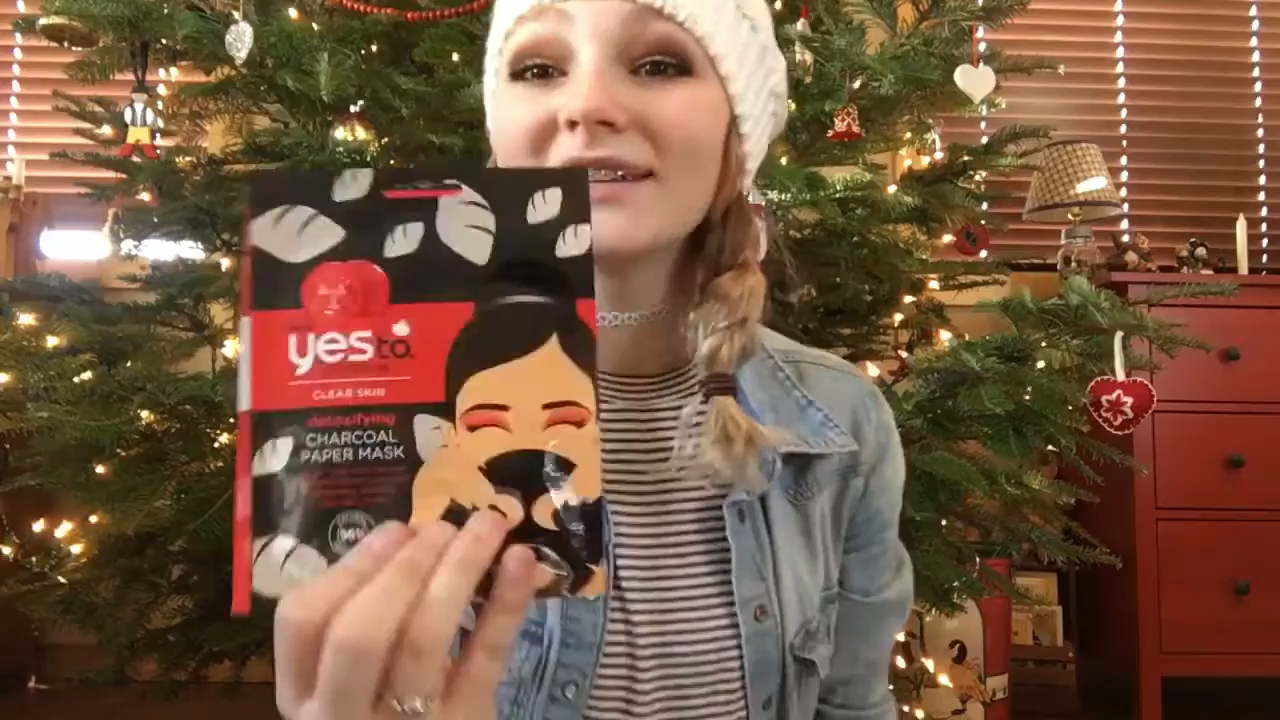 yes to.
CLEAR SKIN
detoxifying
CHARCOAL
PAPER MASK